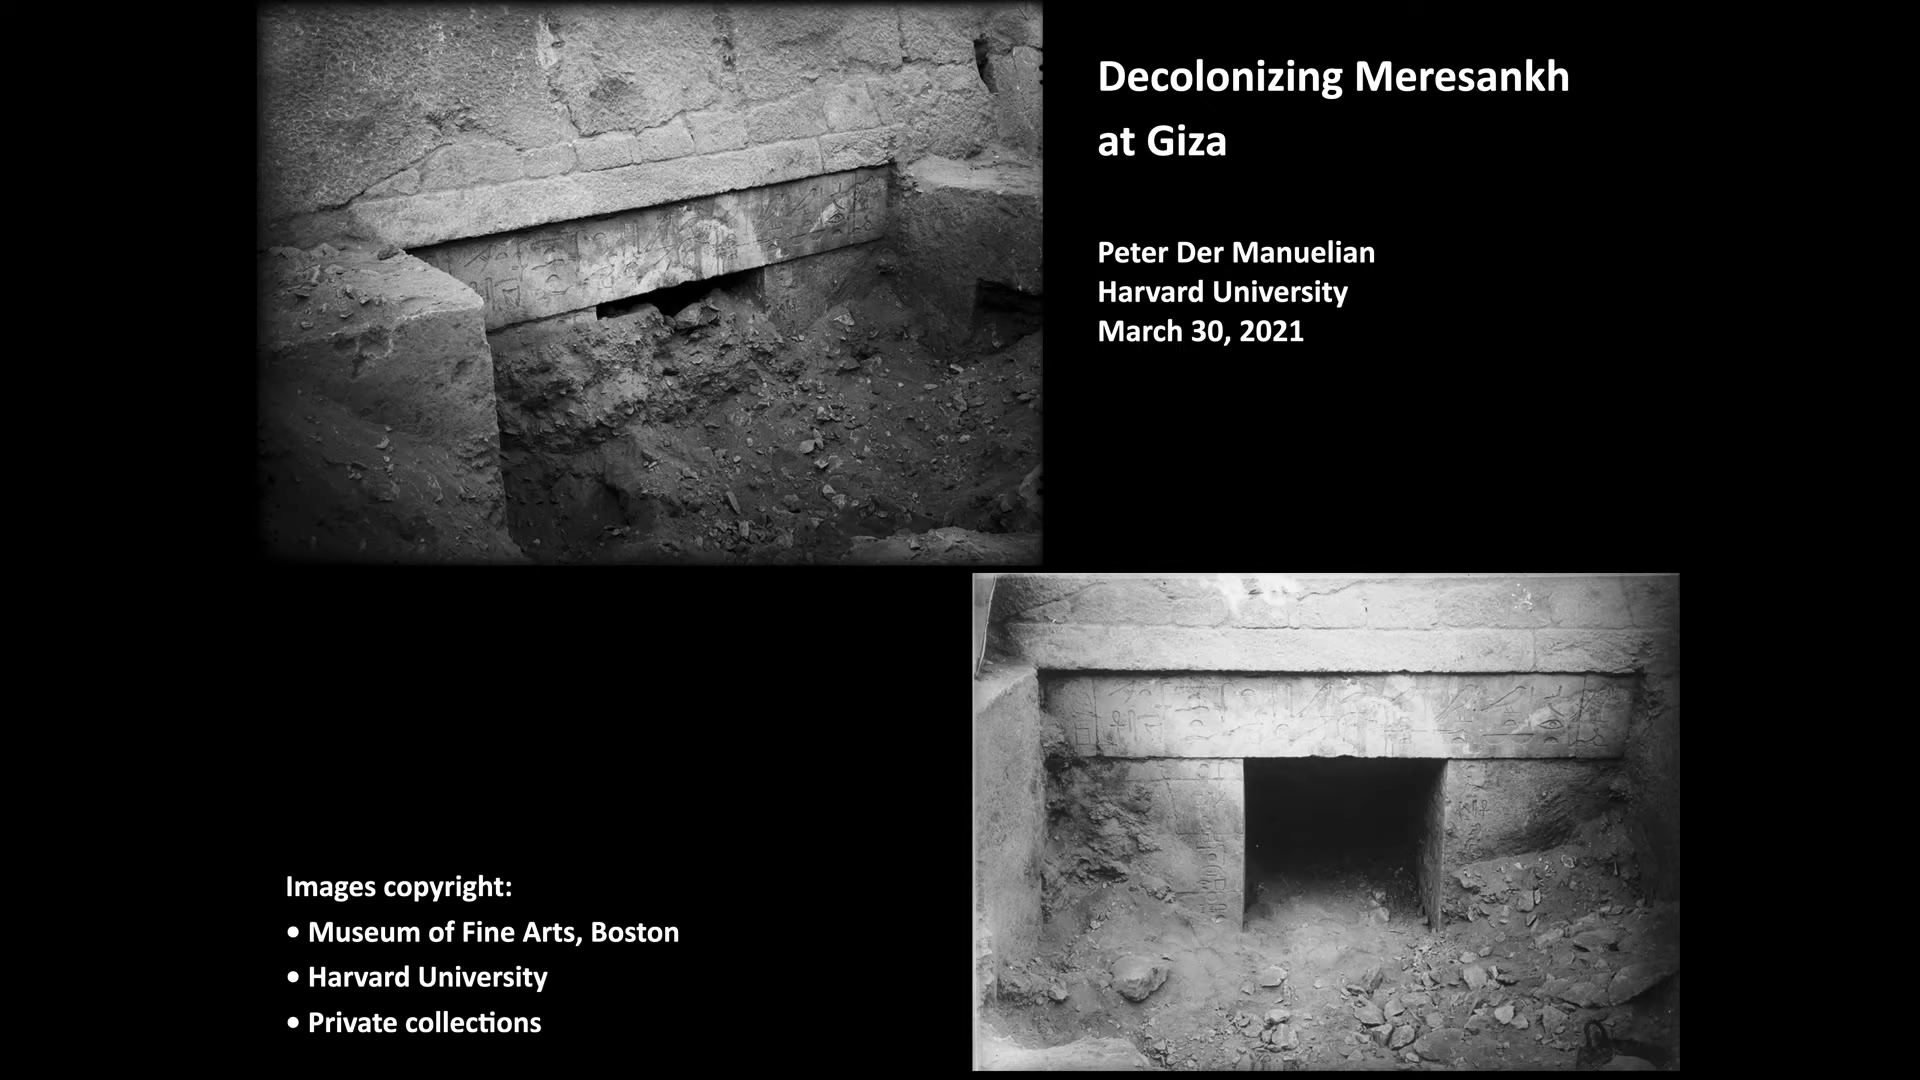 Decolonizing Meresankh
at Giza
Peter Der Manuelian
Harvard University
March 30, 2021
Images copyright:
• Museum of Fine Arts, Boston
• Harvard University
• Private collections